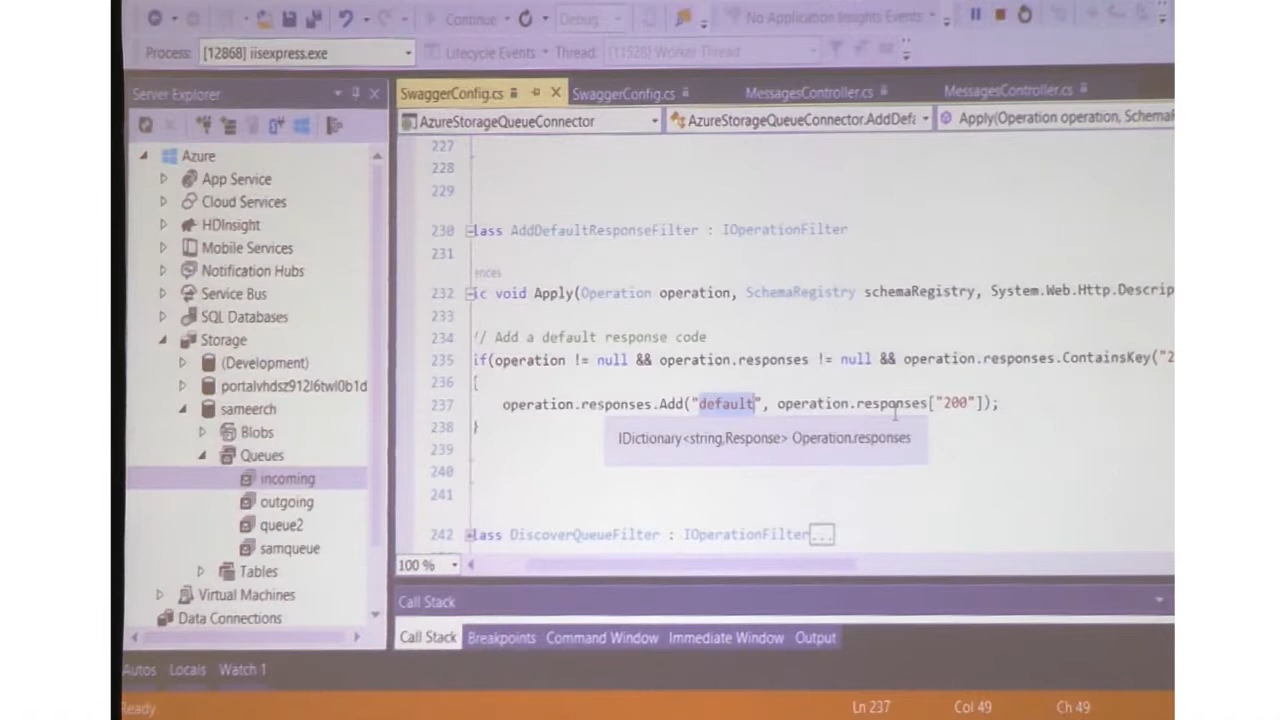 Continue
Debug
No Application Insights Events
Process:
[12868] iisexpress.exe
Lifecycle Events
Thread:
[11528] Worker Thread
Server Explorer
SwaggerConfig.cs
SwaggerConfig.cs
MessagesController.cs
MessagesController.cs
AzureStorageQueueConnector
AzureStorageQueueConnector.AddDefa
Apply(Operation operation, SchemaR
Azure
App Service
Cloud Services
HDInsight
Mobile Services
Notification Hubs
Service Bus
SQL Databases
Storage
(Development)
portalvhdsz912l6twl0b1d
sameerch
Blobs
Queues
incoming
outgoing
queue2
samqueue
Tables
Virtual Machines
Data Connections
227
228
229
230 lass AddDefaultResponseFilter : IOperationFilter
231
ences
232 ic void Apply(Operation operation, SchemaRegistry schemaRegistry, System.Web.Http.Descrip
233
234 // Add a default response code
235 if(operation != null && operation.responses != null && operation.responses.ContainsKey("2
236 {
237 operation.responses.Add("default", operation.responses["200"]);
238 }
IDictionary<string,Response> Operation.responses
239
240
241
242 lass DiscoverQueueFilter : IOperationFilter...
100 %
Call Stack
Call Stack
Breakpoints
Command Window
Immediate Window
Output
Autos
Locals
Watch 1
Ready
Ln 237
Col 49
Ch 49